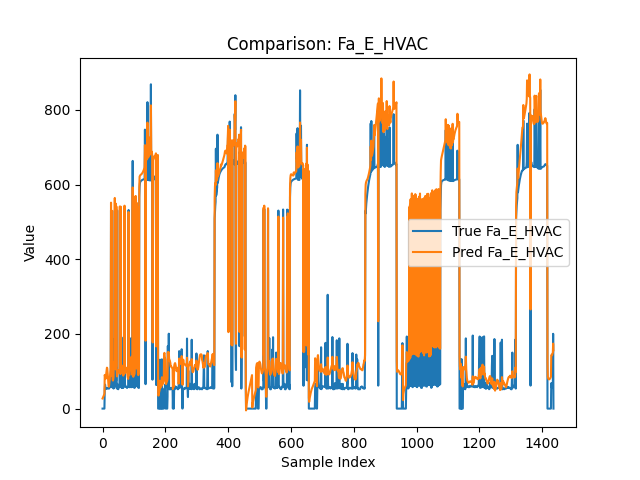 Comparison: Fa_E_HVAC
Value
800
600
400
200
0
True Fa_E_HVAC
Pred Fa_E_HVAC
0 200 400 600 800 1000 1200 1400
Sample Index